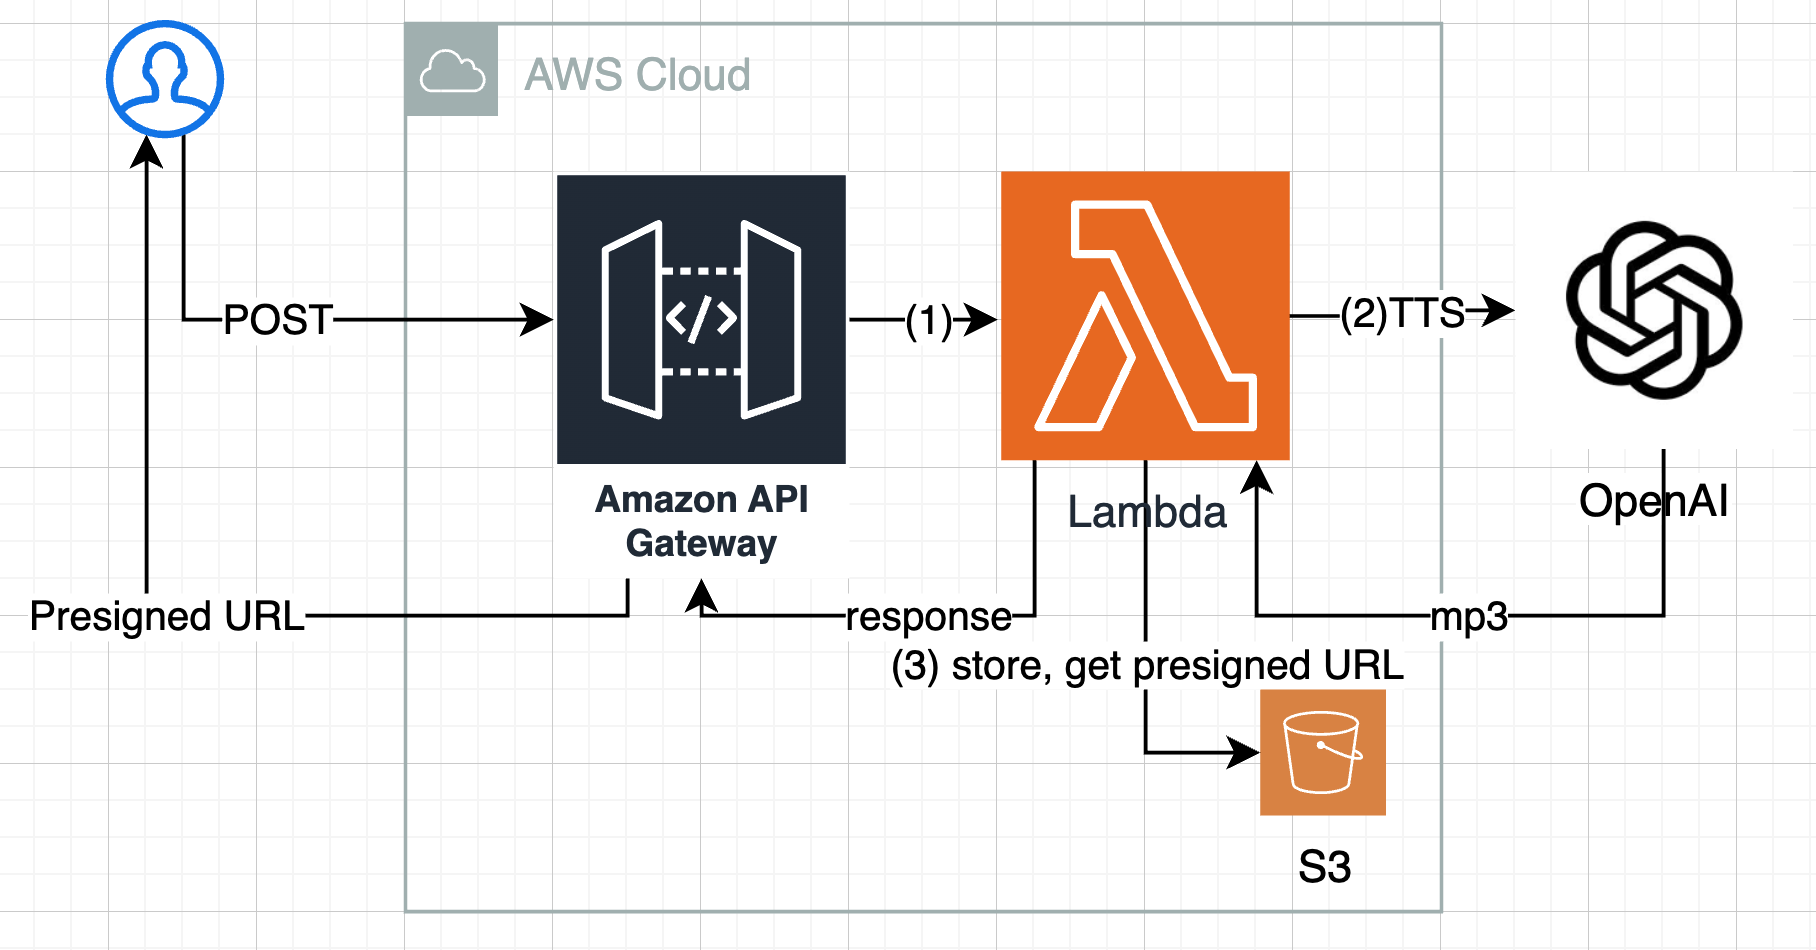 AWS Cloud
POST
</>
(1)
(2)TTS
Amazon API
Gateway
Lambda
OpenAI
Presigned URL
response
mp3
(3) store, get presigned URL
S3